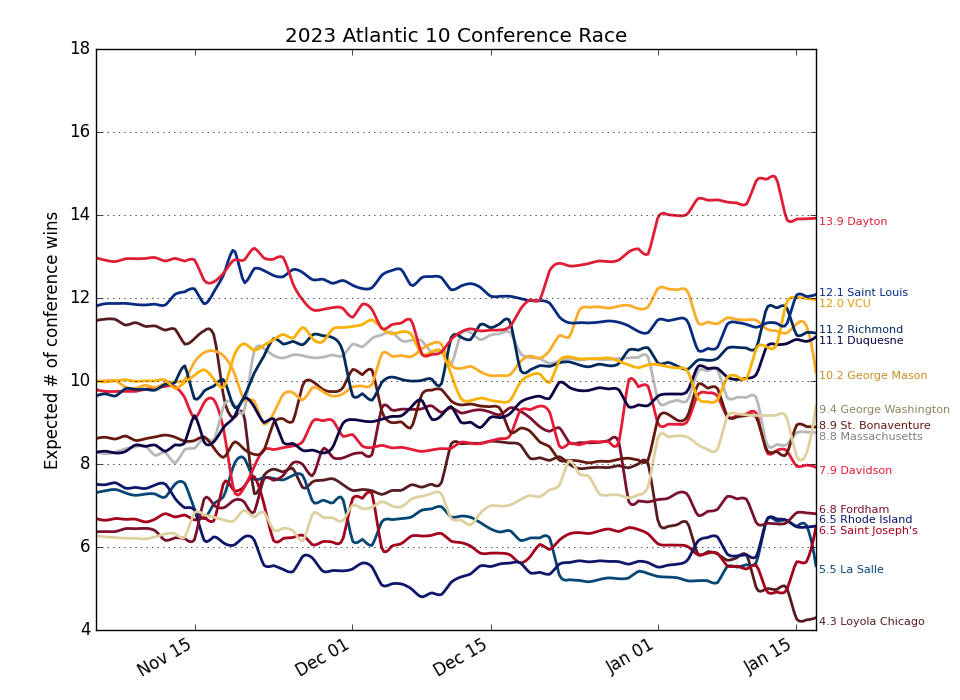 2023 Atlantic 10 Conference Race
Expected # of conference wins
18
16
14
12
10
8
6
4
Nov 15
Dec 01
Dec 15
Jan 01
Jan 15
13.9 Dayton
12.1 Saint Louis
12.0 VCU
11.2 Richmond
11.1 Duquesne
10.2 George Mason
9.4 George Washington
8.9 St. Bonaventure
8.8 Massachusetts
7.9 Davidson
6.8 Fordham
6.5 Rhode Island
6.5 Saint Joseph's
5.5 La Salle
4.3 Loyola Chicago